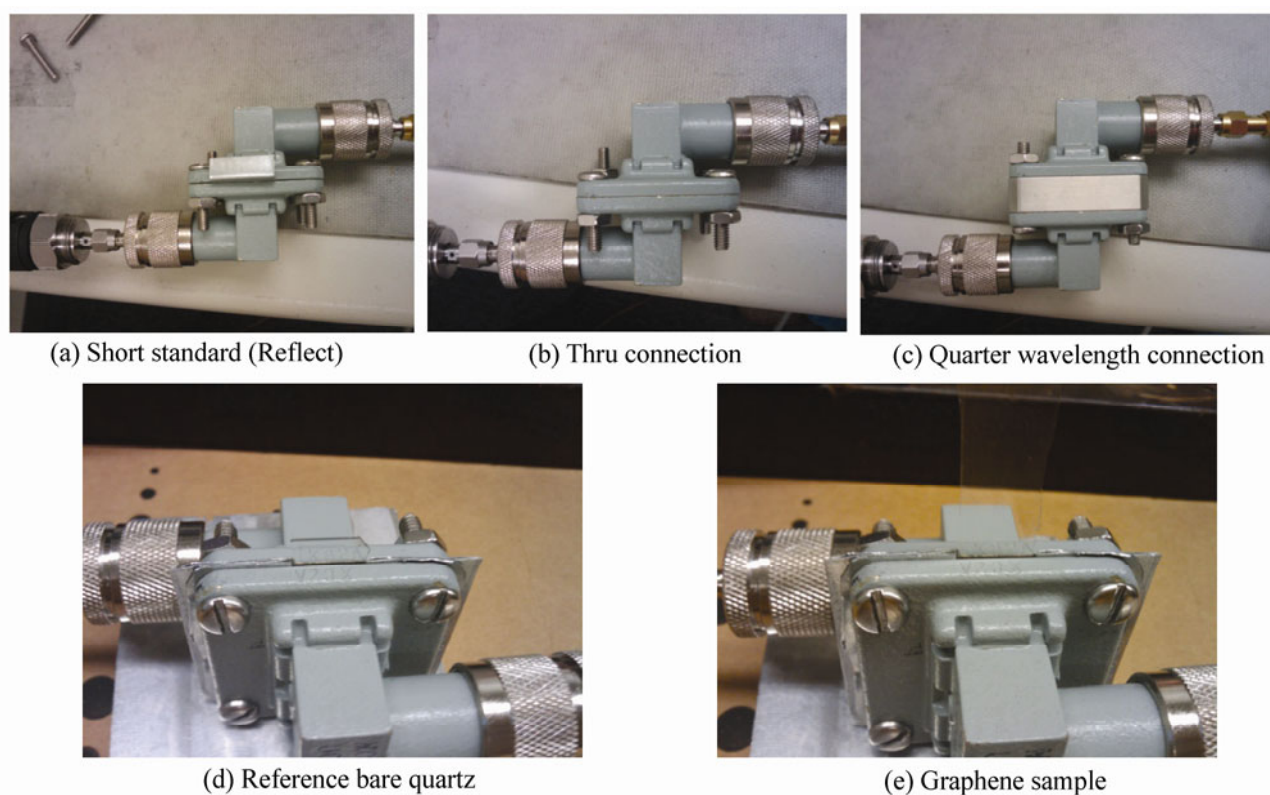 (a) Short standard (Reflect)
(b) Thru connection
(c) Quarter wavelength connection
(d) Reference bare quartz
(e) Graphene sample